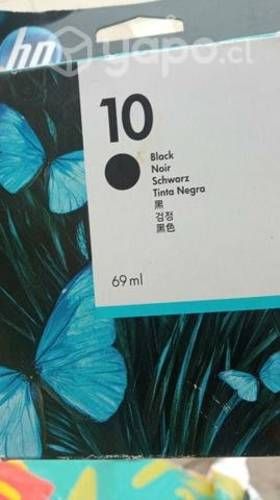 hp
yapo.cl
10
Black
Noir
Schwarz
Tinta Negra
黑
검정
黒色
69 ml